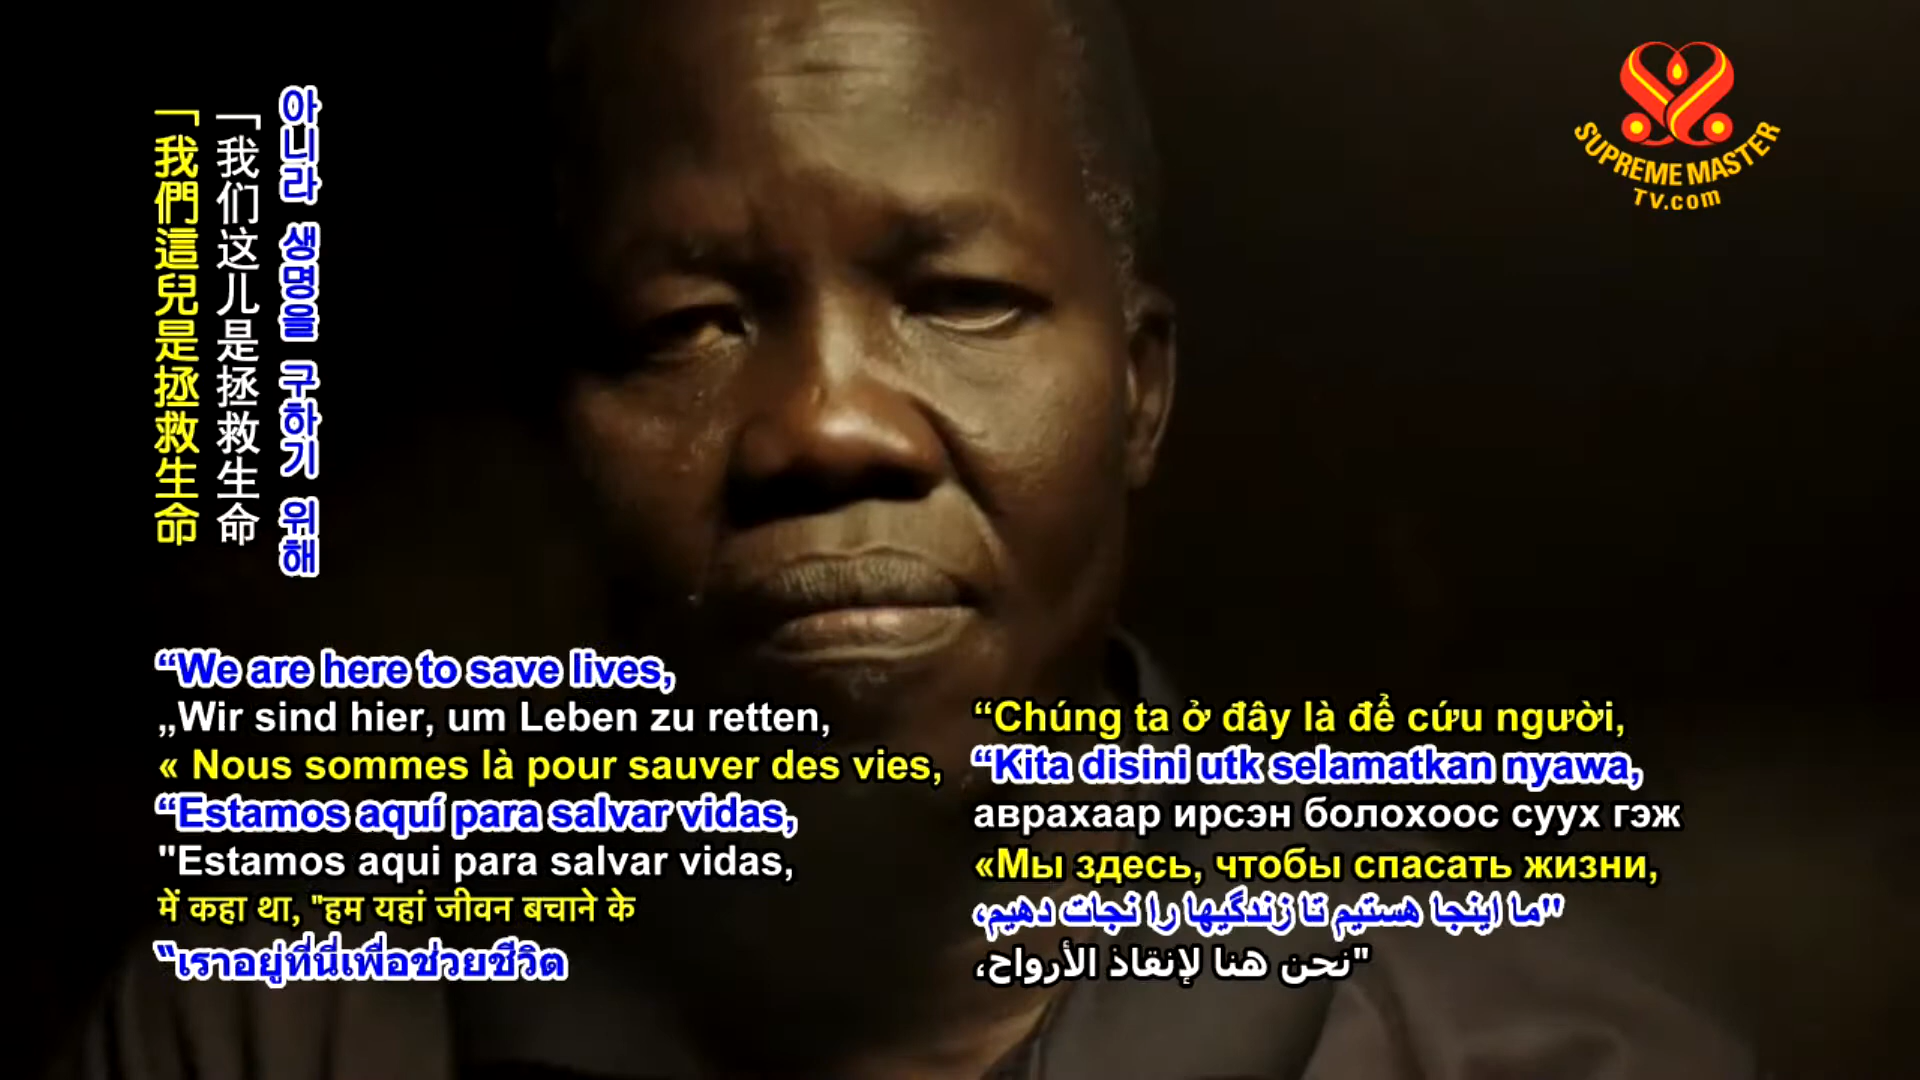 아니라 생명을 구하기 위해
「我们这儿是拯救生命
「我們這兒是拯救生命
SUPREME MASTER
TV.com
“We are here to save lives,
„Wir sind hier, um Leben zu retten,
« Nous sommes là pour sauver des vies,
“Estamos aquí para salvar vidas,
"Estamos aqui para salvar vidas,
में कहा था, "हम यहां जीवन बचाने के
“เราอยู่ที่นี่เพื่อช่วยชีวิต
“Chúng ta ở đây là để cứu người,
“Kita disini utk selamatkan nyawa,
аврахаар ирсэн болохоос суух гэж
«Мы здесь, чтобы спасать жизни,
"ما اینجا هستیم تا زندگیها را نجات دهیم،
"نحن هنا لإنقاذ الأرواح،